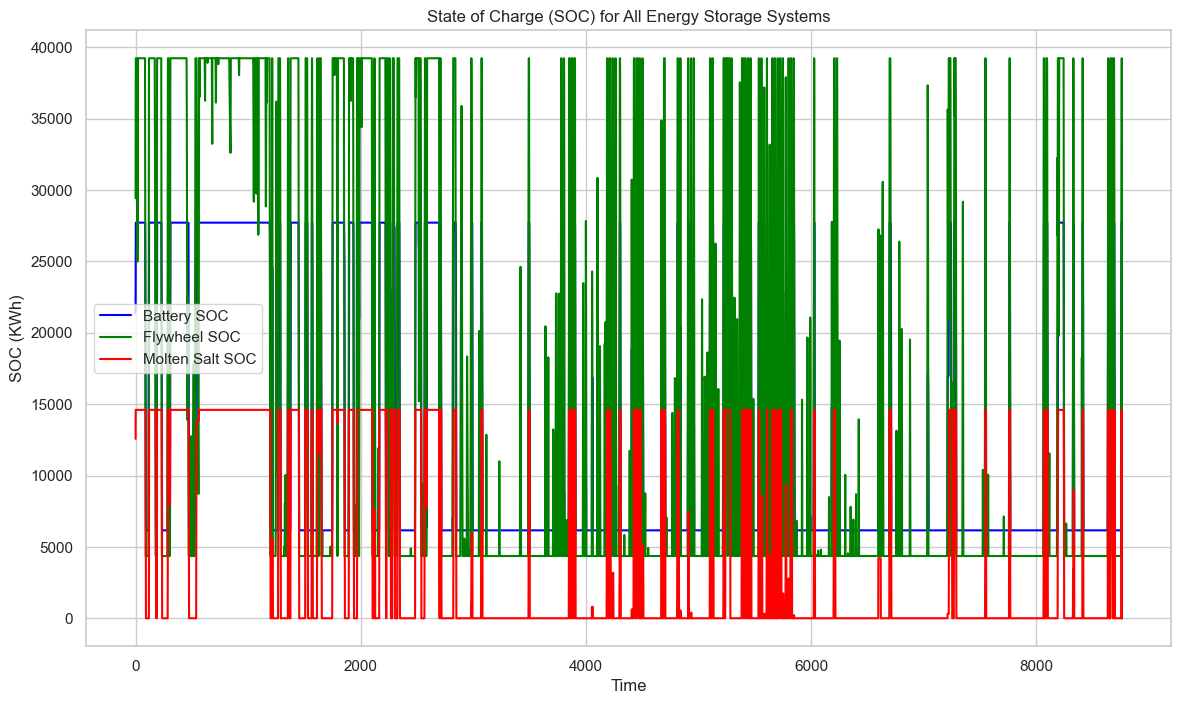 State of Charge (SOC) for All Energy Storage Systems
SOC (KWh)
40000
35000
30000
25000
20000
15000
10000
5000
0
Battery SOC
Flywheel SOC
Molten Salt SOC
0 2000 4000 6000 8000
Time